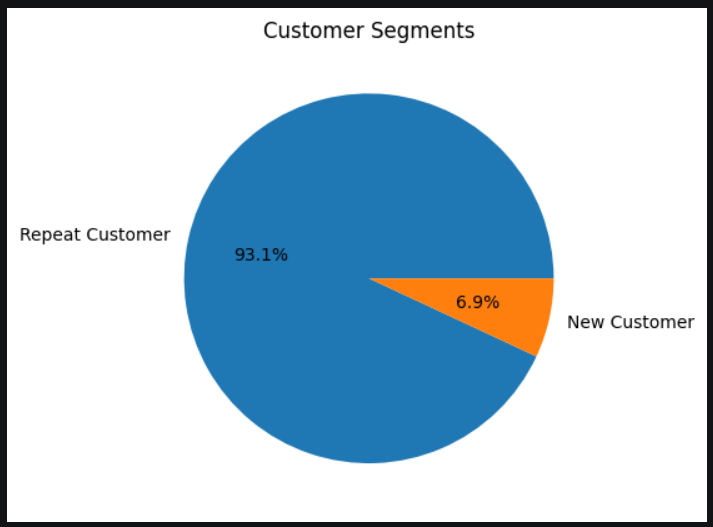 Customer Segments
Repeat Customer
93.1%
6.9%
New Customer